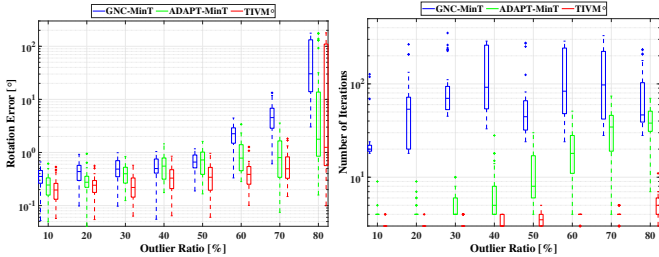 GNC-MinT ADAPT-MinT TIVM°
Rotation Error [°]
10² 10¹ 10⁰ 10⁻¹
10 20 30 40 50 60 70 80
Outlier Ratio [%]
GNC-MinT ADAPT-MinT TIVM°
Number of Iterations
10² 10¹
10 20 30 40 50 60 70 80
Outlier Ratio [%]